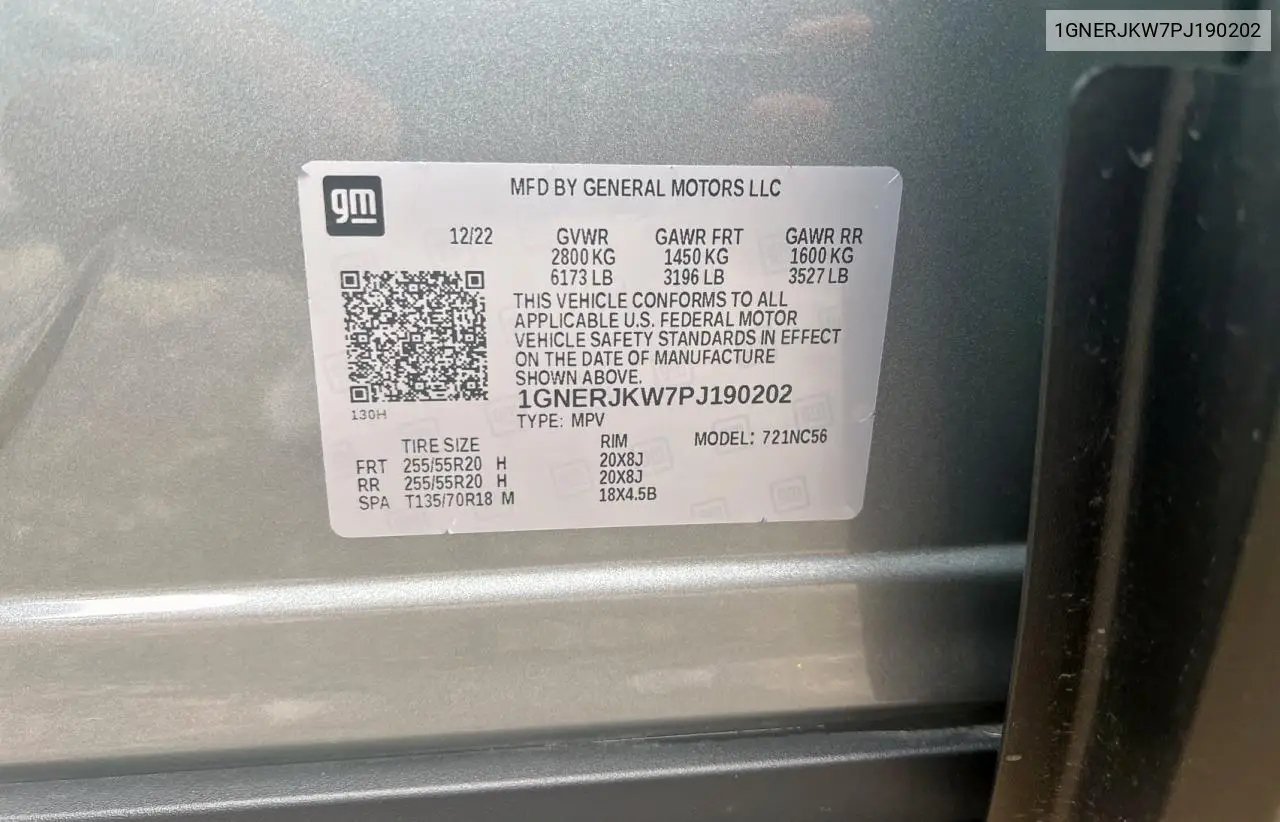 1GNERJKW7PJ190202
gm
MFD BY GENERAL MOTORS LLC
12/22 GVWR GAWR FRT GAWR RR
2800 KG 1450 KG 1600 KG
6173 LB 3196 LB 3527 LB
THIS VEHICLE CONFORMS TO ALL
APPLICABLE U.S. FEDERAL MOTOR
VEHICLE SAFETY STANDARDS IN EFFECT
ON THE DATE OF MANUFACTURE
SHOWN ABOVE.
1GNERJKW7PJ190202
130H
TYPE: MPV
TIRE SIZE RIM MODEL: 721NC56
FRT 255/55R20 H 20X8J
RR 255/55R20 H 20X8J
SPA T135/70R18 M 18X4.5B